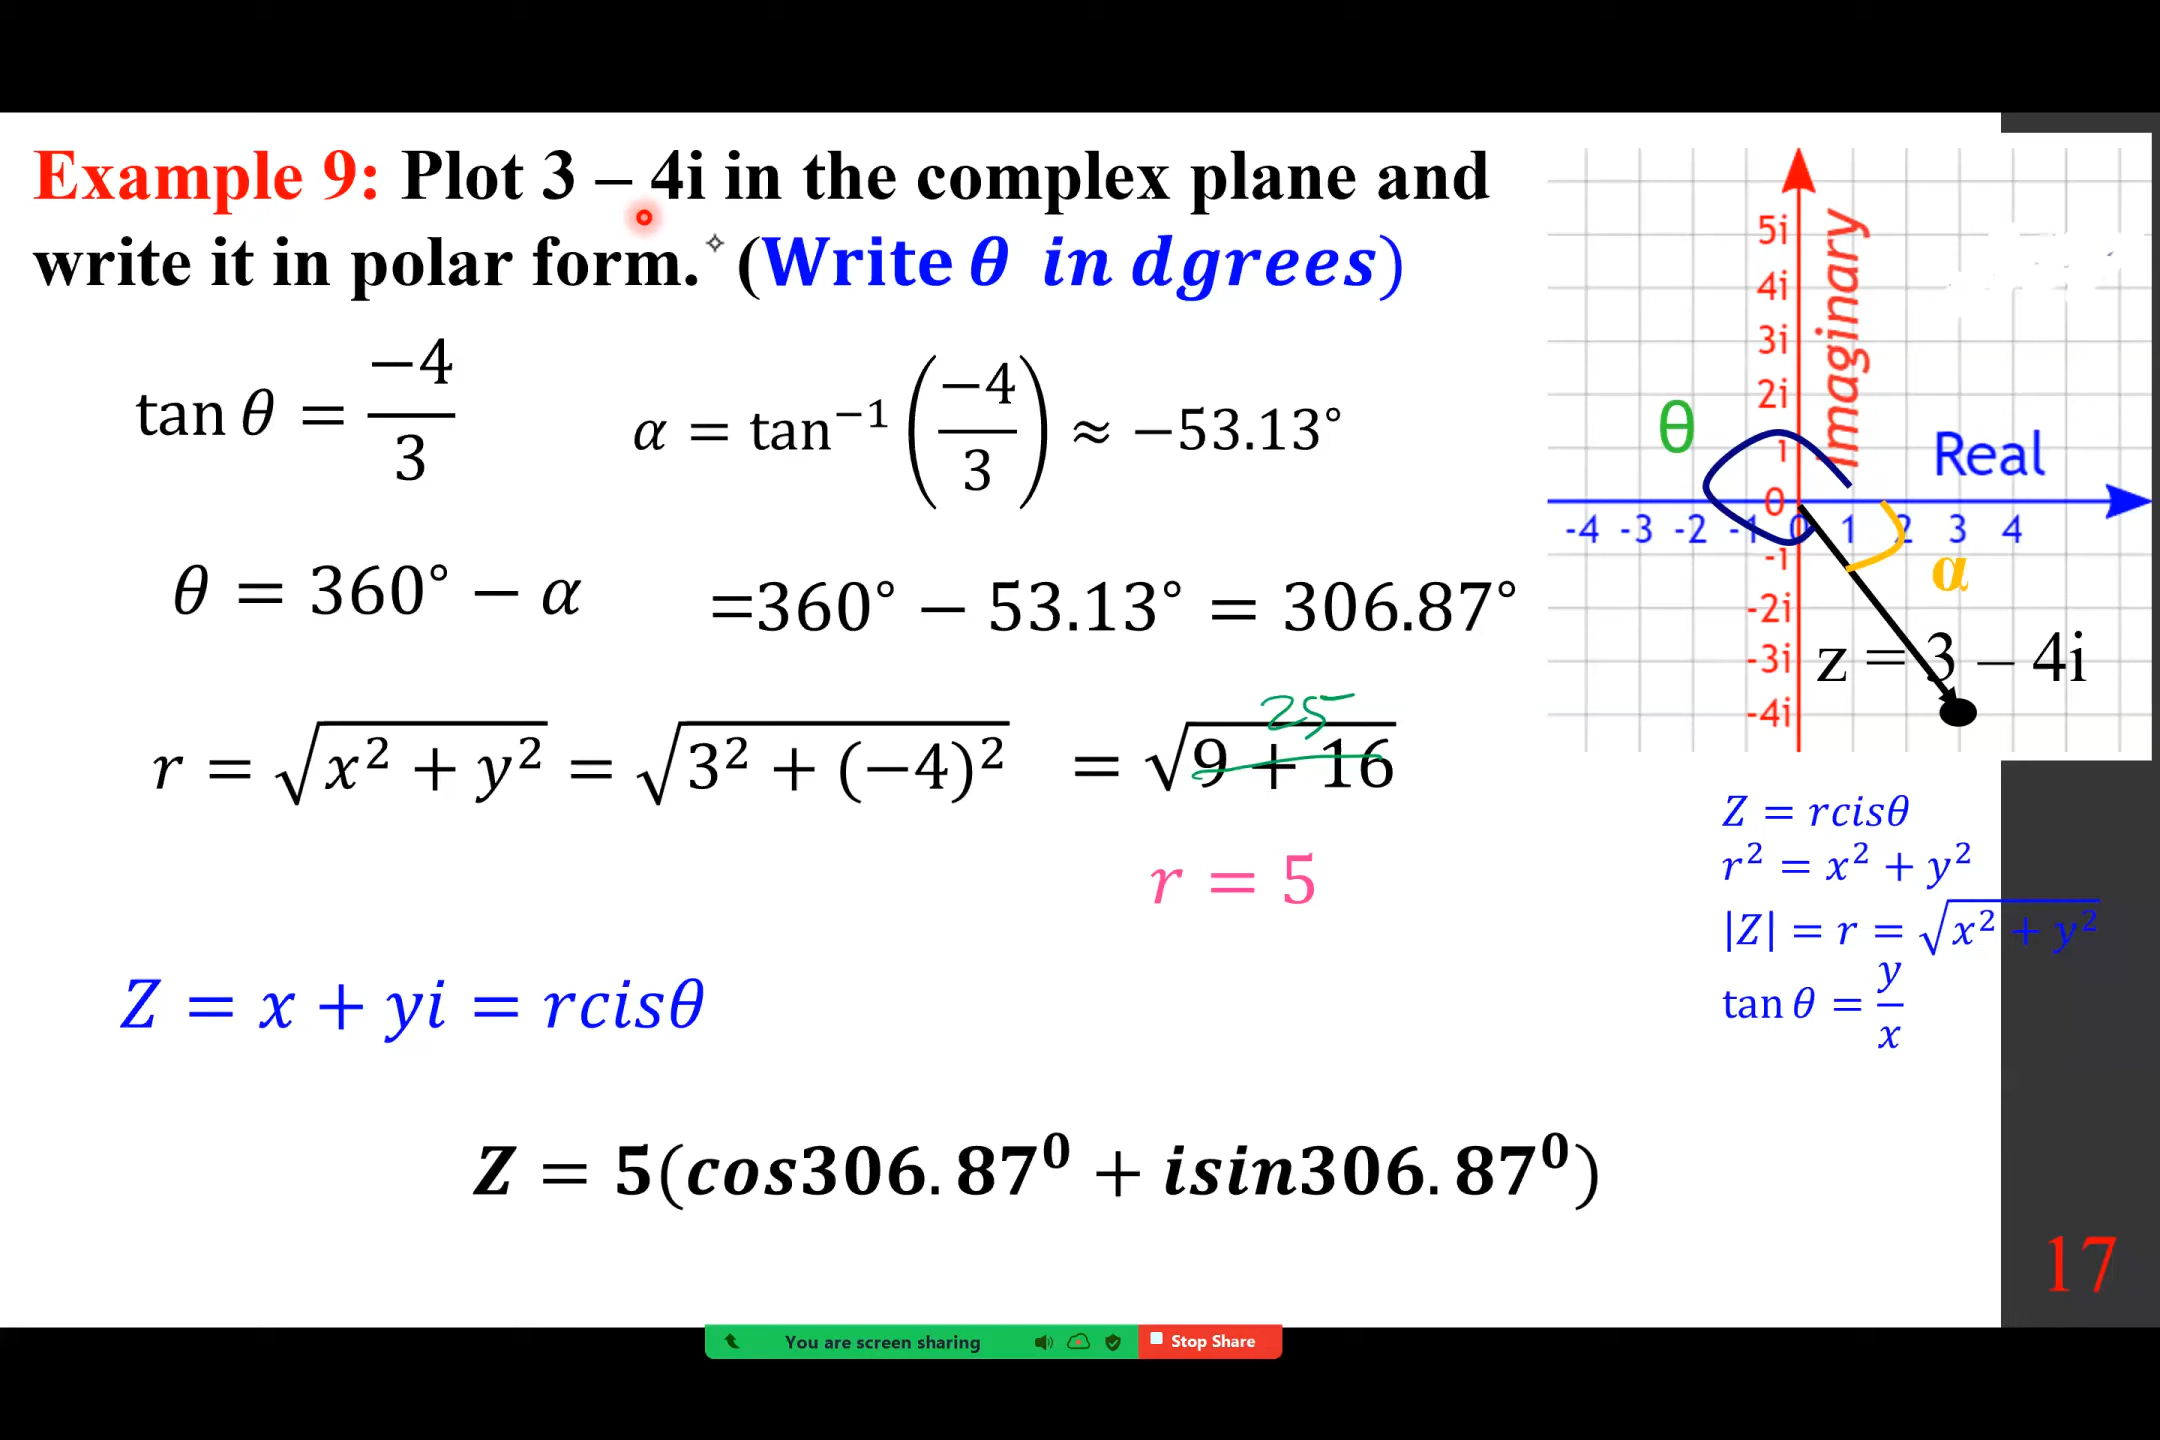 Example 9: Plot 3 – 4i in the complex plane and
write it in polar form. (Write θ in dgrees)
tan θ = −4/3
α = tan⁻¹(−4/3) ≈ −53.13°
θ = 360° − α =360° − 53.13° = 306.87°
r = √(x² + y²) = √(3² + (−4)²) = √(9 + 16)
25
r = 5
Z = x + yi = rcisθ
Z = 5(cos306.87⁰ + isin306.87⁰)
Imaginary
5i
4i
3i
2i
i
0
θ
Real
-4 -3 -2 -1 0 1 2 3 4
-i
α
-2i
-3i
z = 3 – 4i
-4i
Z = rcisθ
r² = x² + y²
|Z| = r = √(x² + y²)
tan θ = y/x
17
You are screen sharing
Stop Share